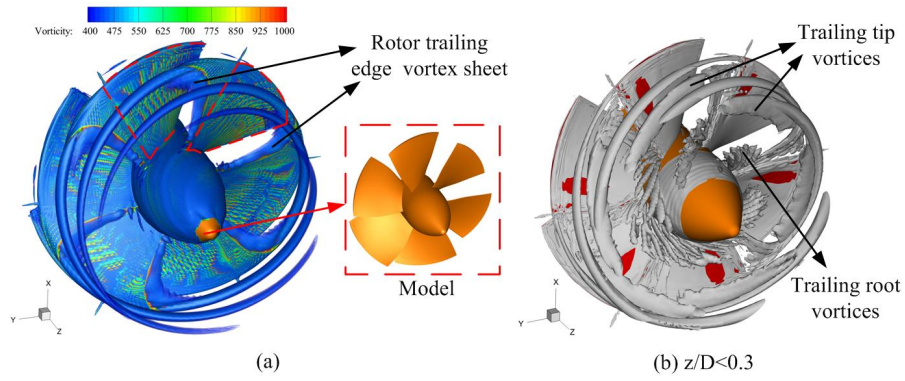 Vorticity: 400 475 550 625 700 775 850 925 1000
Rotor trailing
edge vortex sheet
Model
X
Y
Z
(a)
Trailing tip
vortices
Trailing root
vortices
X
Y
Z
(b) z/D<0.3